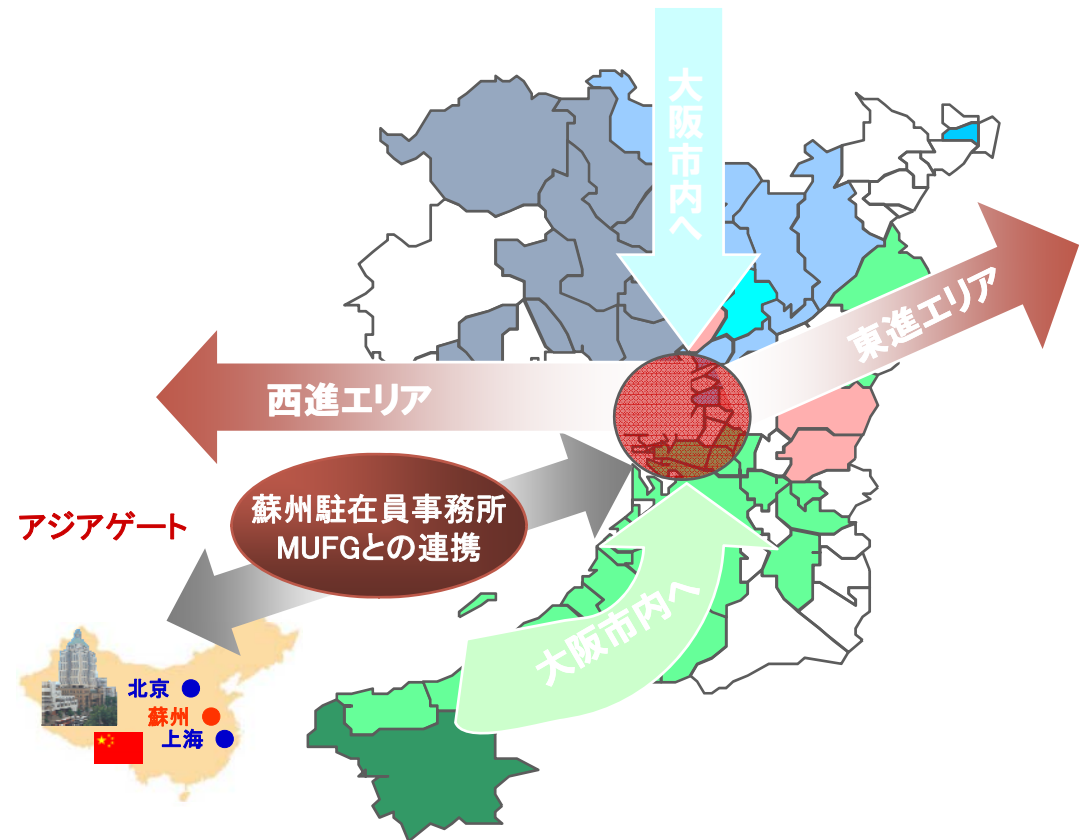 大阪市内へ
東進エリア
西進エリア
蘇州駐在員事務所
MUFGとの連携
アジアゲート
大阪市内へ
北京
蘇州
上海